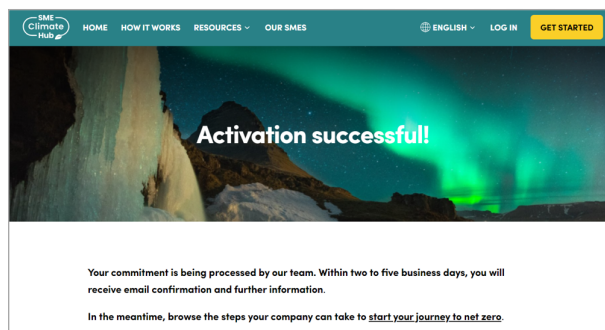 SME
Climate
Hub
HOME HOW IT WORKS RESOURCES OUR SMES ENGLISH LOG IN GET STARTED
Activation successful!
Your commitment is being processed by our team. Within two to five business days, you will
receive email confirmation and further information.
In the meantime, browse the steps your company can take to start your journey to net zero.